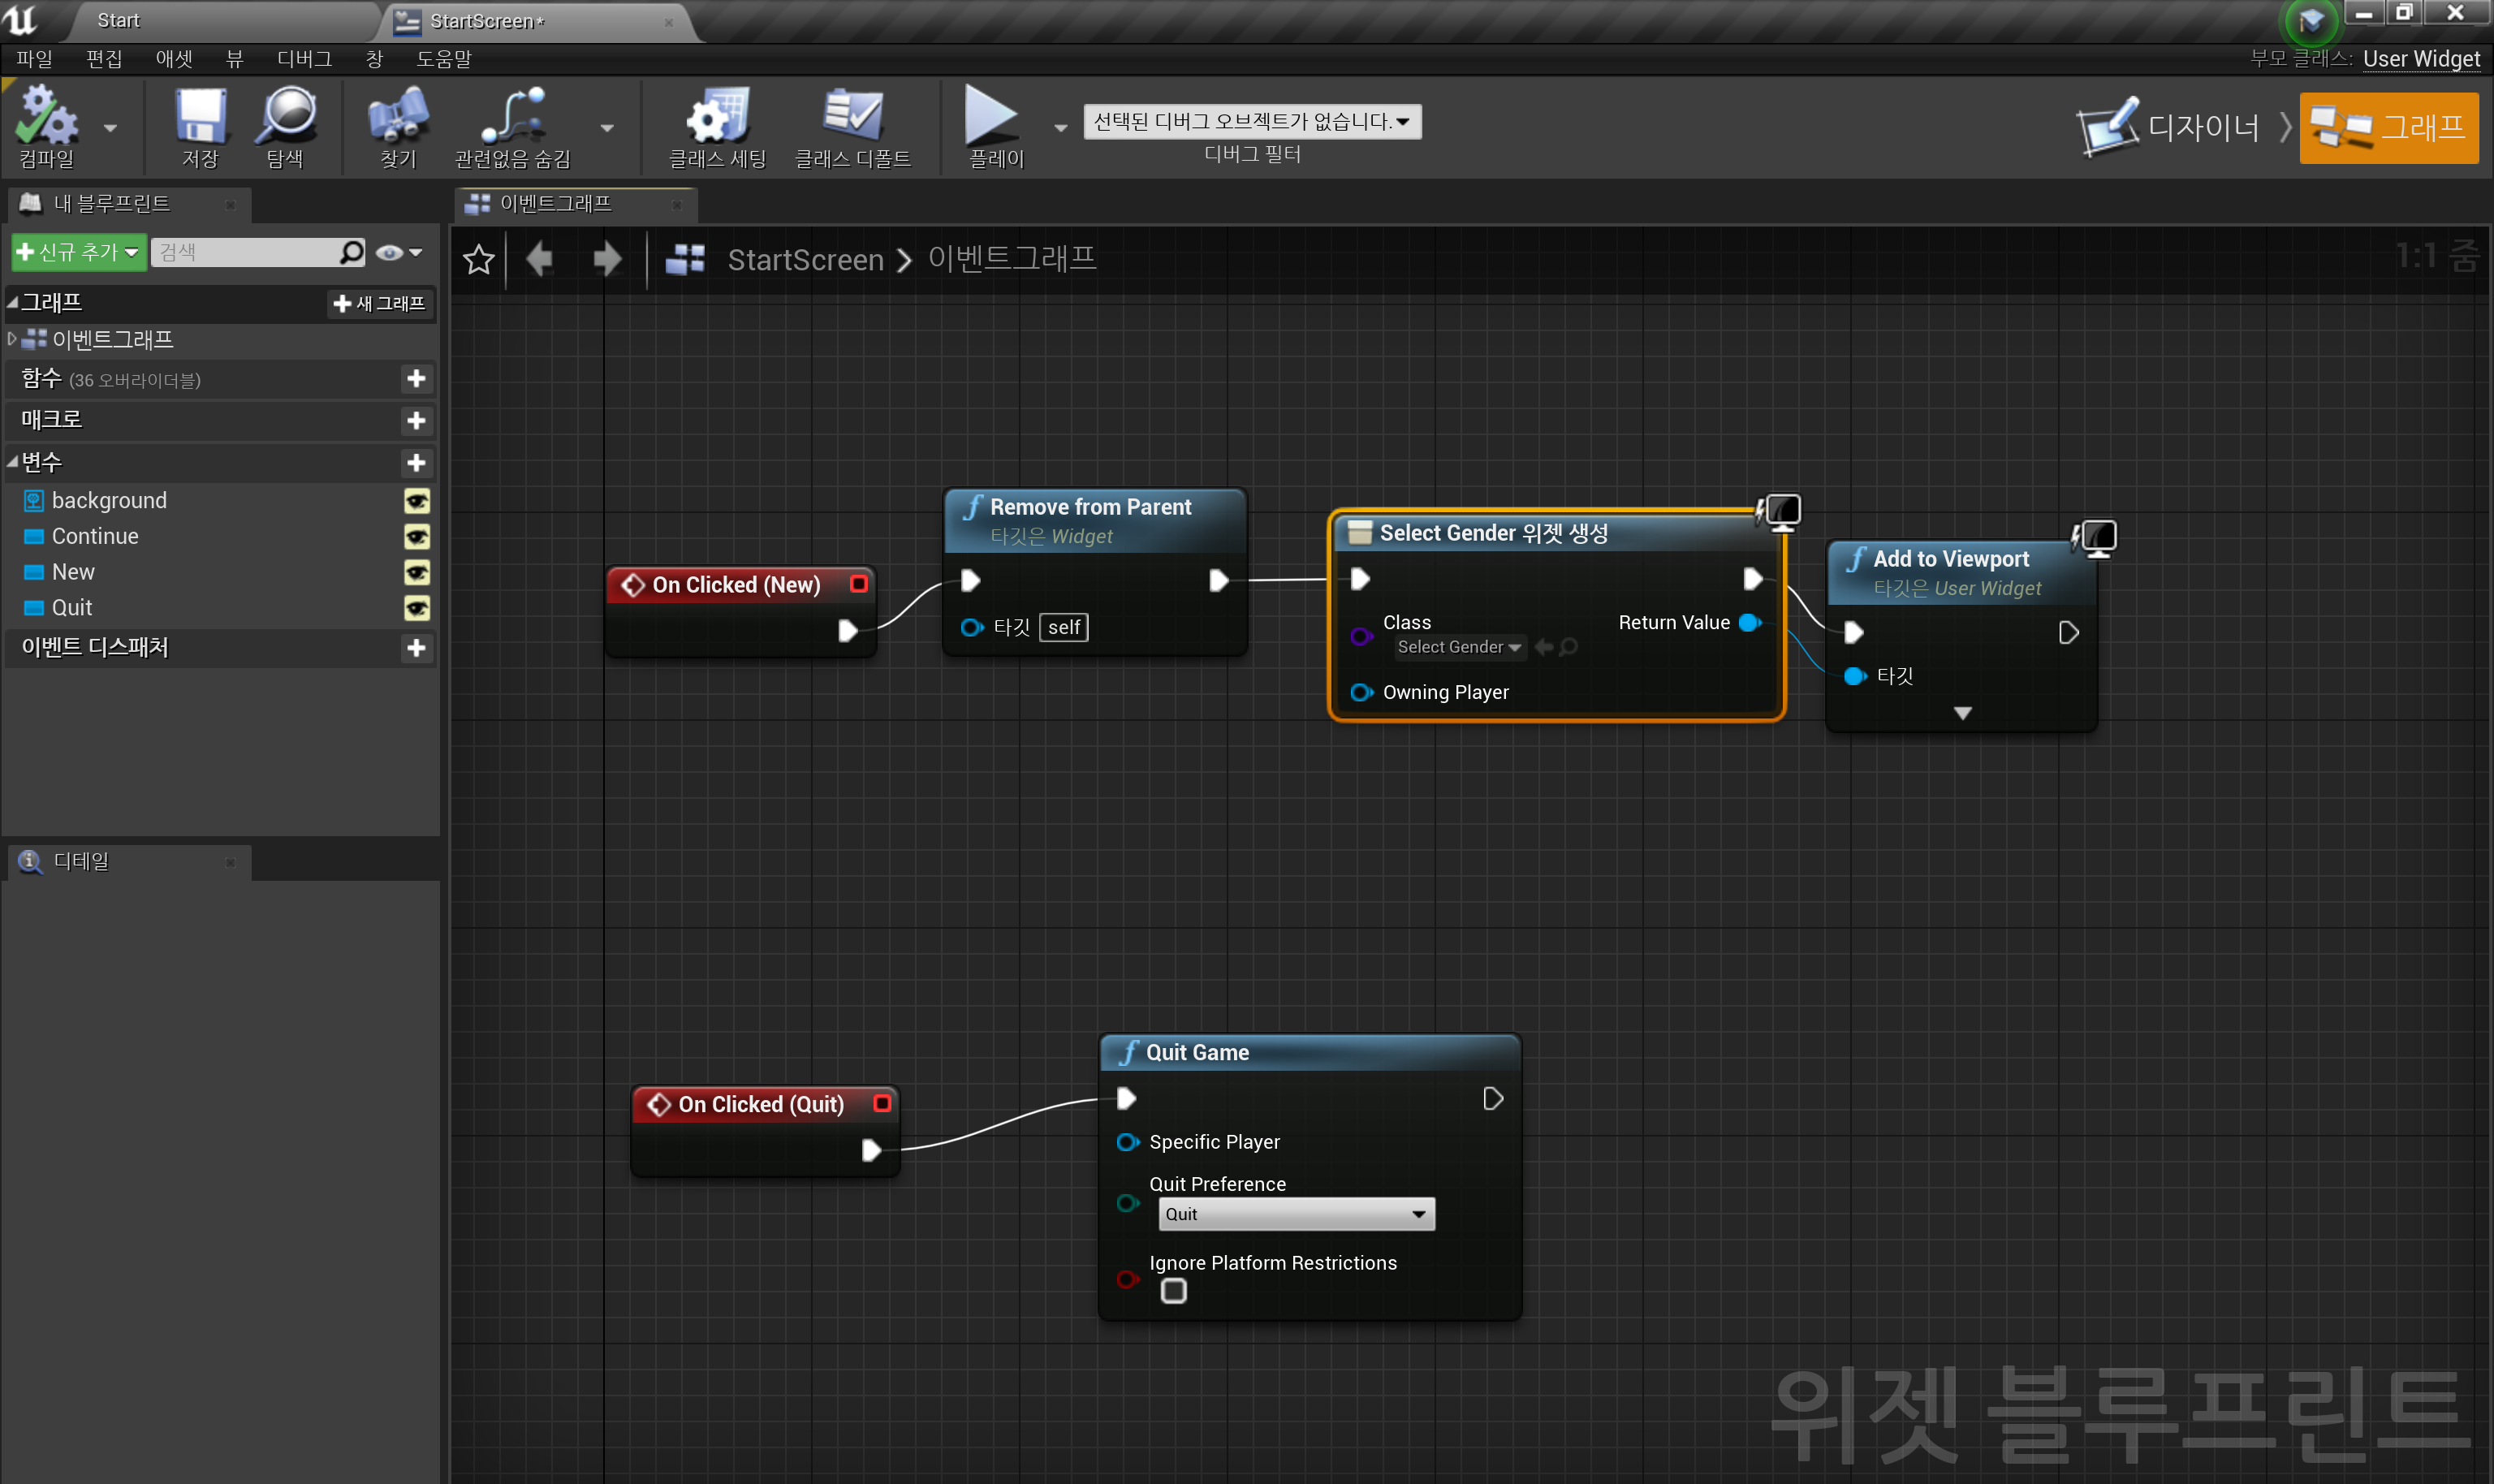 Start
StartScreen*
파일 편집 애셋 뷰 디버그 창 도움말
부모 클래스: User Widget
컴파일
저장
탐색
찾기
관련없음 숨김
클래스 세팅
클래스 디폴트
플레이
선택된 디버그 오브젝트가 없습니다.
디버그 필터
디자이너
그래프
내 블루프린트
신규 추가
검색
그래프
새 그래프
이벤트그래프
함수 (36 오버라이더블)
매크로
변수
background
Continue
New
Quit
이벤트 디스패처
디테일
이벤트그래프
StartScreen > 이벤트그래프
1:1 줌
On Clicked (New)
Remove from Parent
타깃은 Widget
타깃 self
Select Gender 위젯 생성
Class
Select Gender
Return Value
Owning Player
Add to Viewport
타깃은 User Widget
타깃
On Clicked (Quit)
Quit Game
Specific Player
Quit Preference
Quit
Ignore Platform Restrictions
위젯 블루프린트